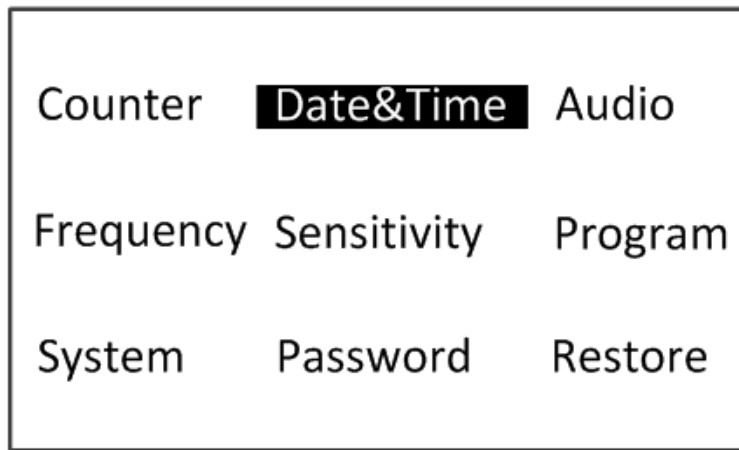 Counter Date&Time Audio
Frequency Sensitivity Program
System Password Restore